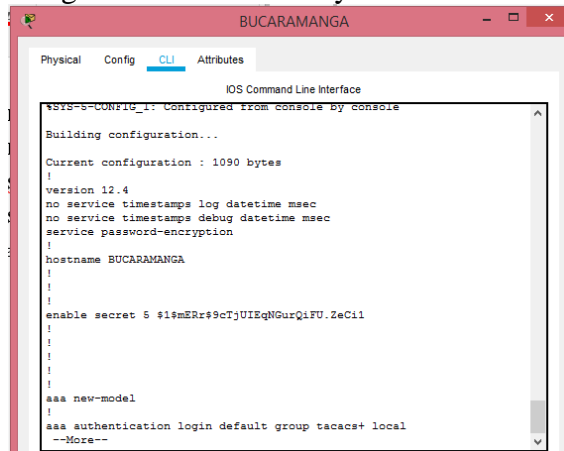 BUCARAMANGA
Physical Config CLI Attributes
IOS Command Line Interface
%SYS-5-CONFIG_I: Configured from console by console
Building configuration...
Current configuration : 1090 bytes
!
version 12.4
no service timestamps log datetime msec
no service timestamps debug datetime msec
service password-encryption
!
hostname BUCARAMANGA
!
!
!
enable secret 5 $1$mERr$9cTjUIEqNGurQiFU.ZeCi1
!
!
!
!
!
!
aaa new-model
!
aaa authentication login default group tacacs+ local
--More--